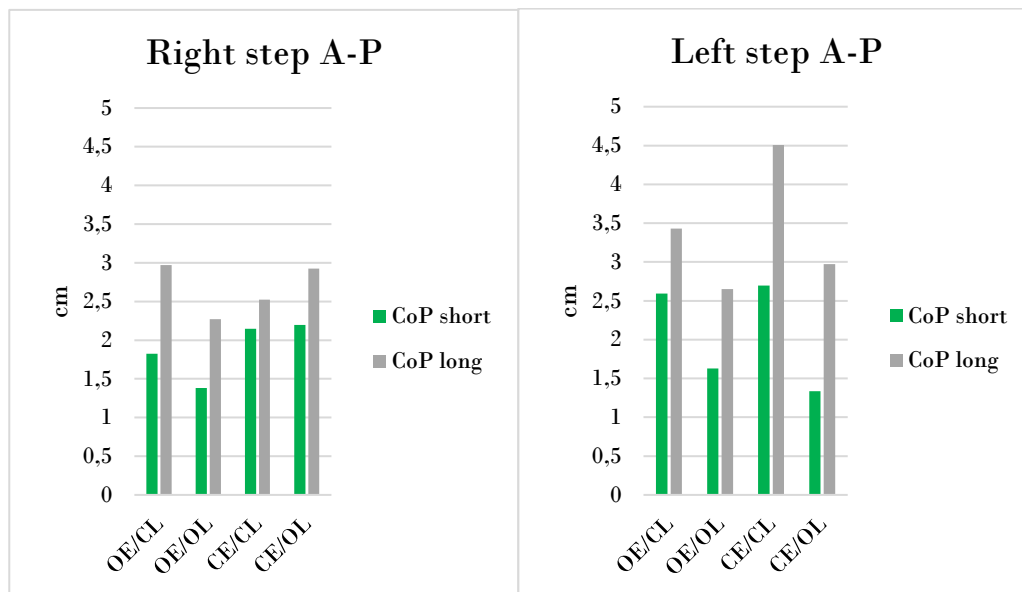 Right step A-P
5
4,5
4
3,5
3
2,5
2
1,5
1
0,5
0
cm
OE/CL
OE/OL
CE/CL
CE/OL
CoP short
CoP long
Left step A-P
5
4,5
4
3,5
3
2,5
2
1,5
1
0,5
0
cm
OE/CL
OE/OL
CE/CL
CE/OL
CoP short
CoP long